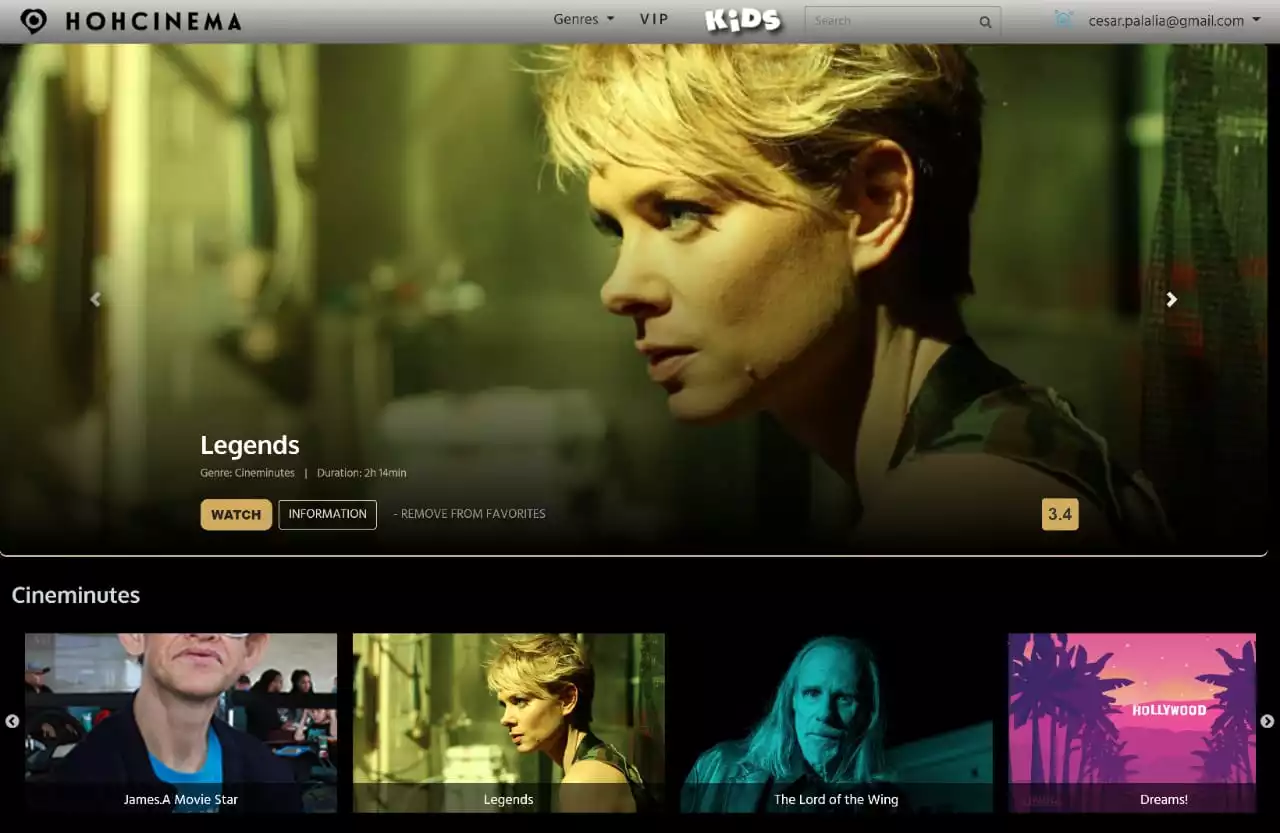 HOHCINEMA
Genres
VIP
KiDS
Search
cesar.palalia@gmail.com
Legends
Genre: Cineminutes | Duration: 2h 14min
WATCH
INFORMATION
- REMOVE FROM FAVORITES
3.4
Cineminutes
HOLLYWOOD
James.A Movie Star
Legends
The Lord of the Wing
Dreams!